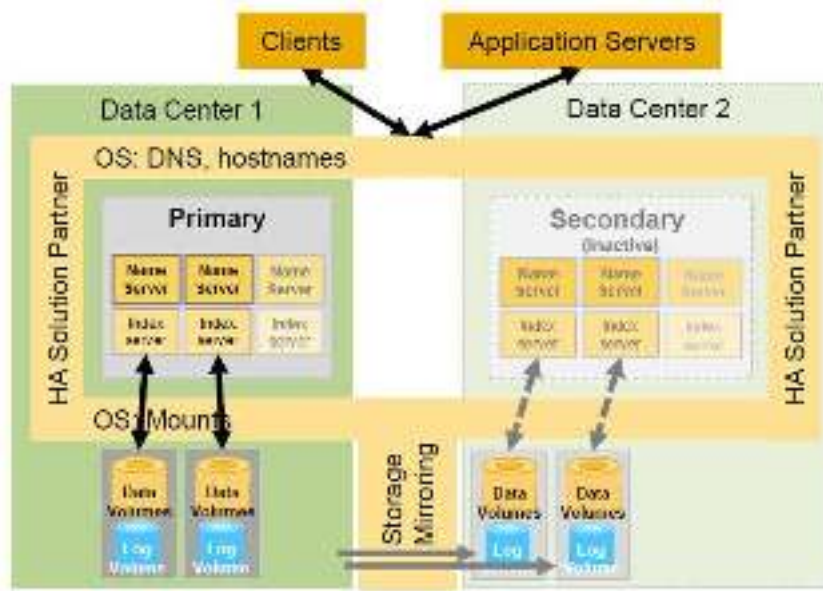 Clients
Application Servers
Data Center 1
Data Center 2
OS: DNS, hostnames
HA Solution Partner
HA Solution Partner
Primary
Name Server
Name Server
Name Server
Index server
Index server
Index server
Secondary
(inactive)
Name Server
Name Server
Name Server
Index server
Index server
Index server
OS: Mounts
Storage
Mirroring
Data
Volumes
Log
Volume
Data
Volumes
Log
Volume
Data
Volumes
Log
Data
Volumes
Log
Volume